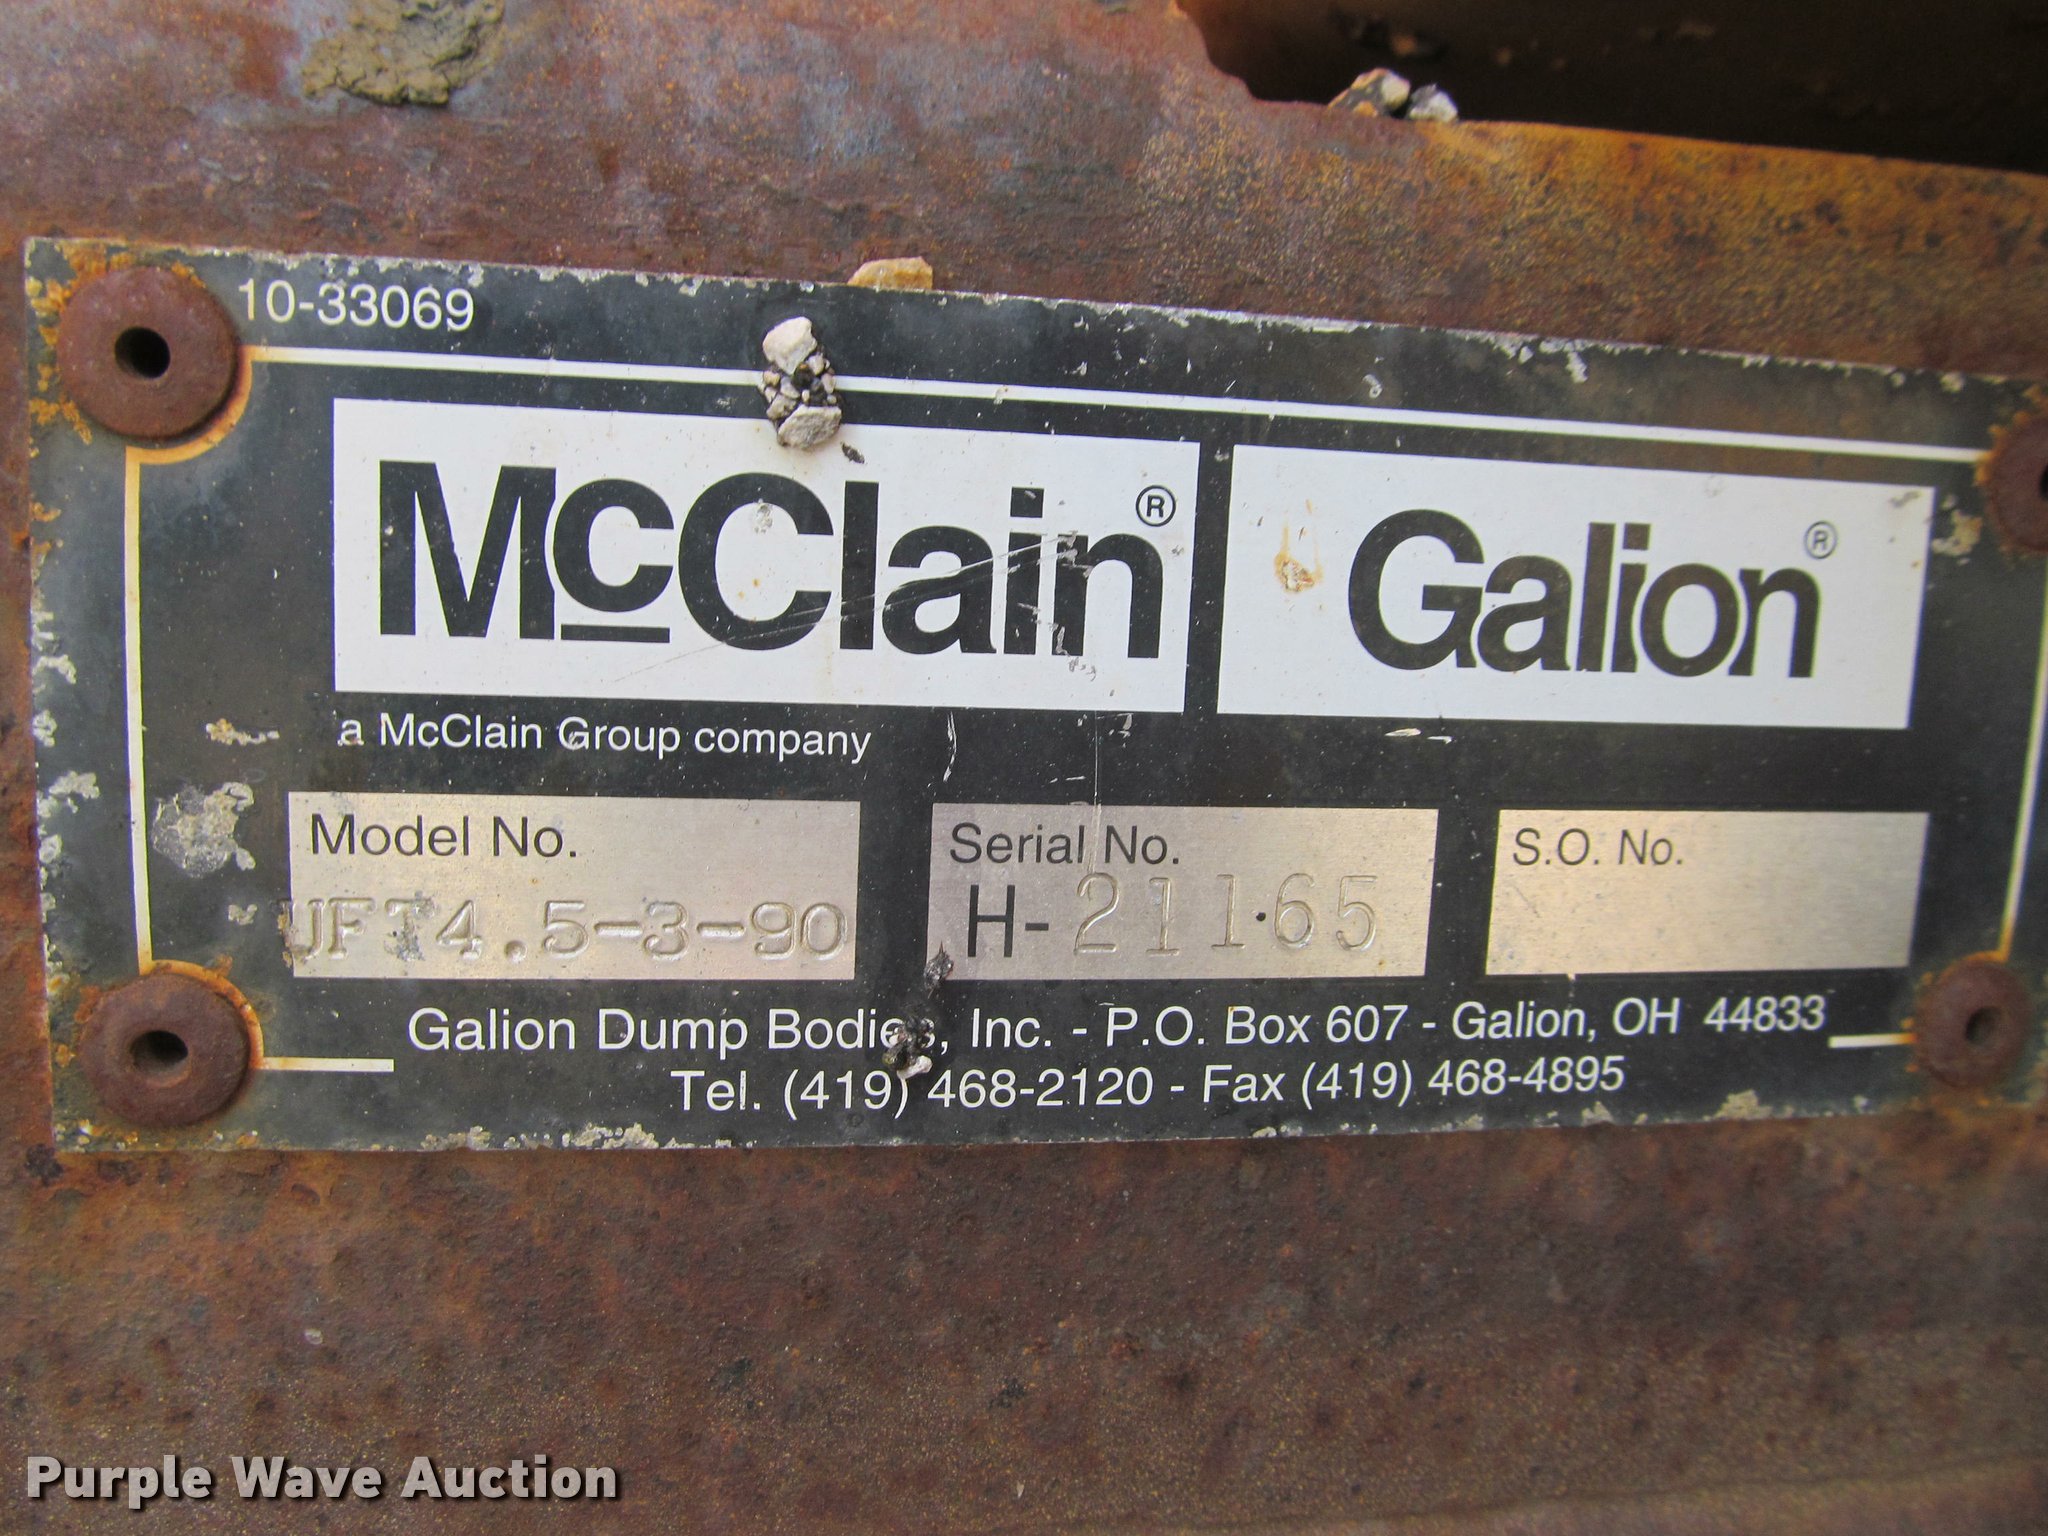 10-33069
McClain® Galion®
a McClain Group company
Model No. Serial No. S.O. No.
UFT4.5-3-90 H-21165
Galion Dump Bodies, Inc. - P.O. Box 607 - Galion, OH 44833
Tel. (419) 468-2120 - Fax (419) 468-4895
Purple Wave Auction